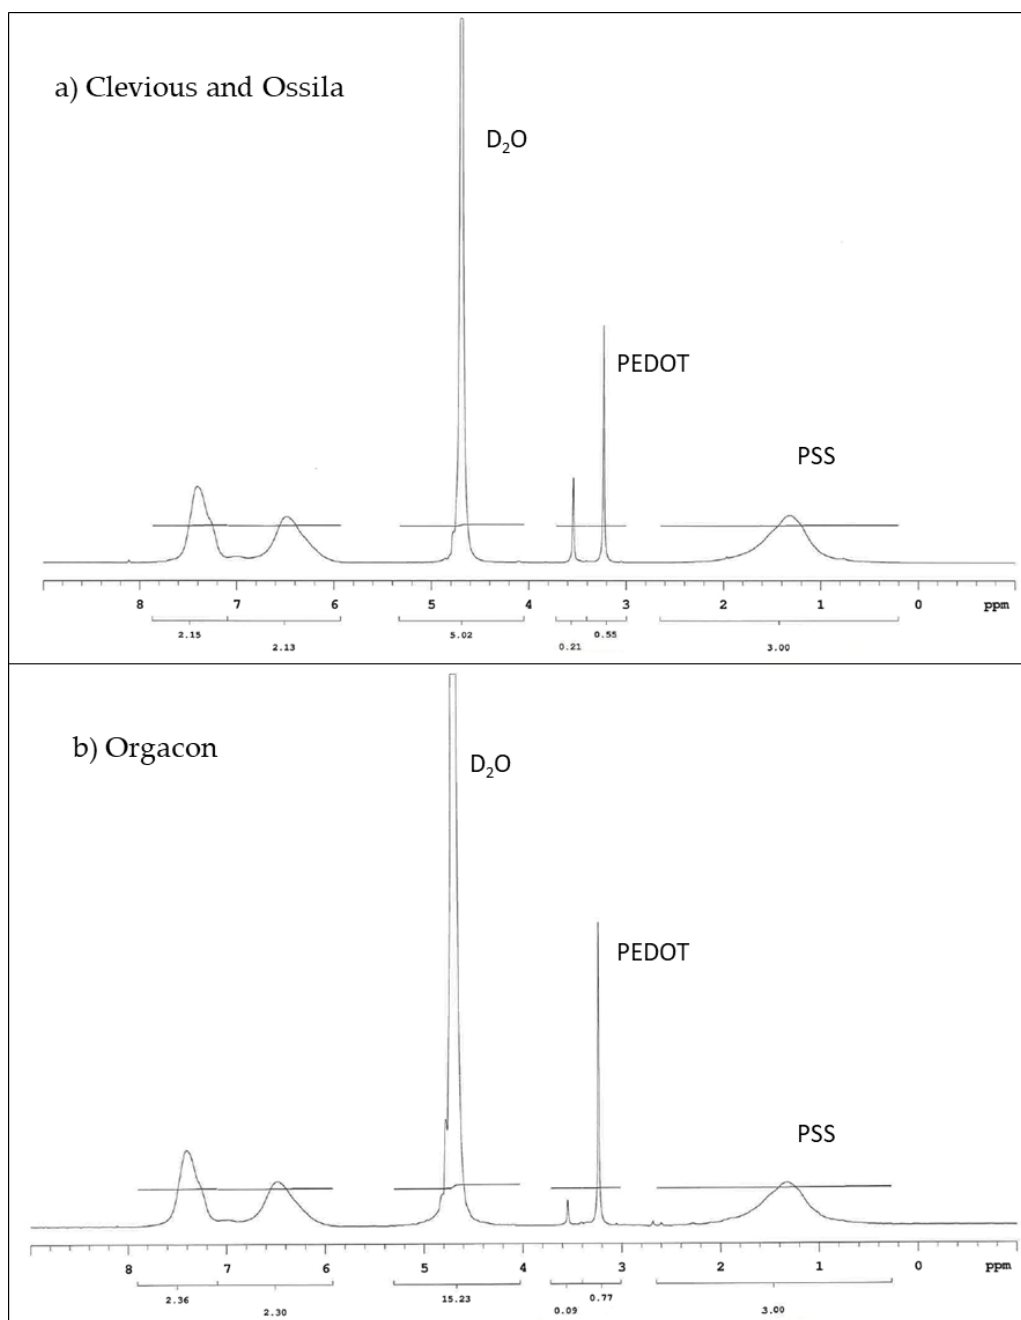 a) Clevious and Ossila
D₂O
PEDOT
PSS
8 7 6 5 4 3 2 1 0 ppm
2.15 5.02 0.55
2.13 0.21 3.00
b) Orgacon
D₂O
PEDOT
PSS
8 7 6 5 4 3 2 1 0 ppm
2.36 15.23 0.77
2.30 0.09 3.00